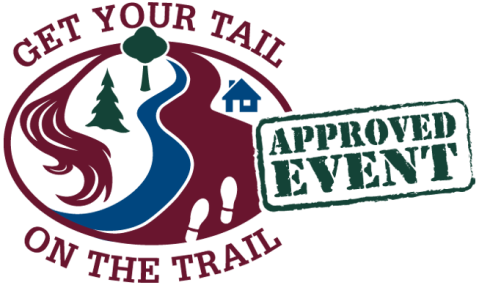 GET YOUR TAIL
ON THE TRAIL
APPROVED
EVENT